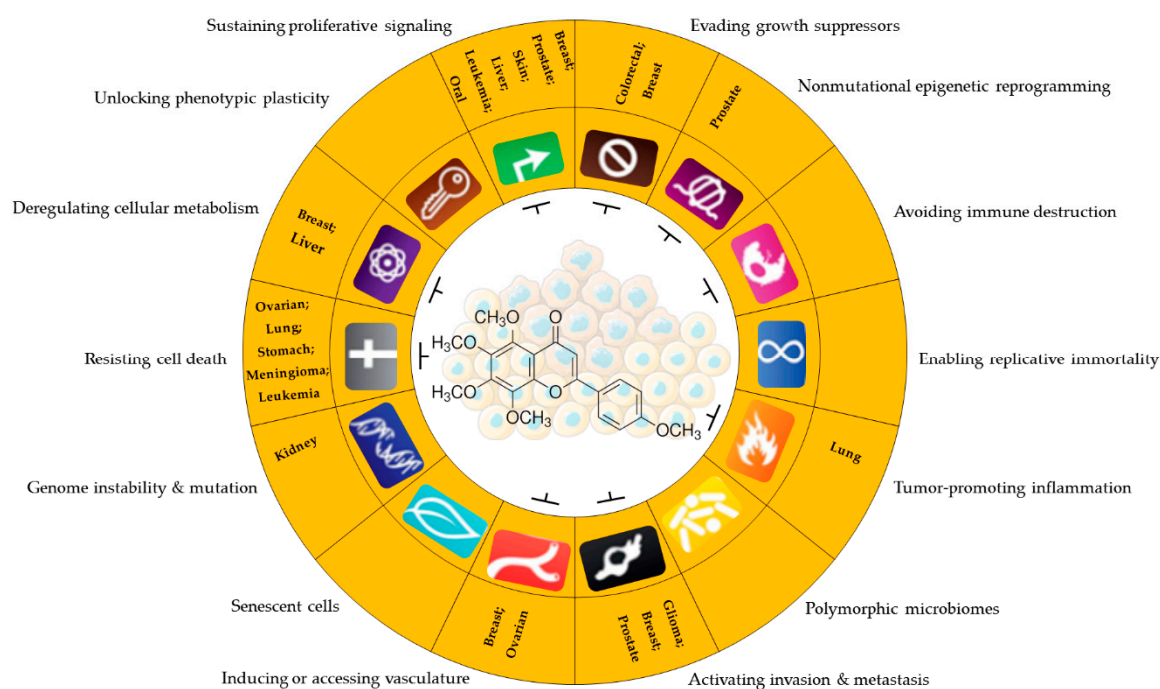 Sustaining proliferative signaling
Evading growth suppressors
Unlocking phenotypic plasticity
Nonmutational epigenetic reprogramming
Deregulating cellular metabolism
Avoiding immune destruction
Resisting cell death
Enabling replicative immortality
Genome instability & mutation
Tumor-promoting inflammation
Senescent cells
Polymorphic microbiomes
Inducing or accessing vasculature
Activating invasion & metastasis
Breast;
Prostate;
Skin;
Liver;
Leukemia;
Oral
Colorectal;
Breast
Prostate
Breast;
Liver
Ovarian;
Lung;
Stomach;
Meningioma;
Leukemia
Kidney
Lung
Breast;
Ovarian
Glioma;
Breast;
Prostate
OCH3
O
CH3O
H3CO
H3CO
OCH3
O
OCH3